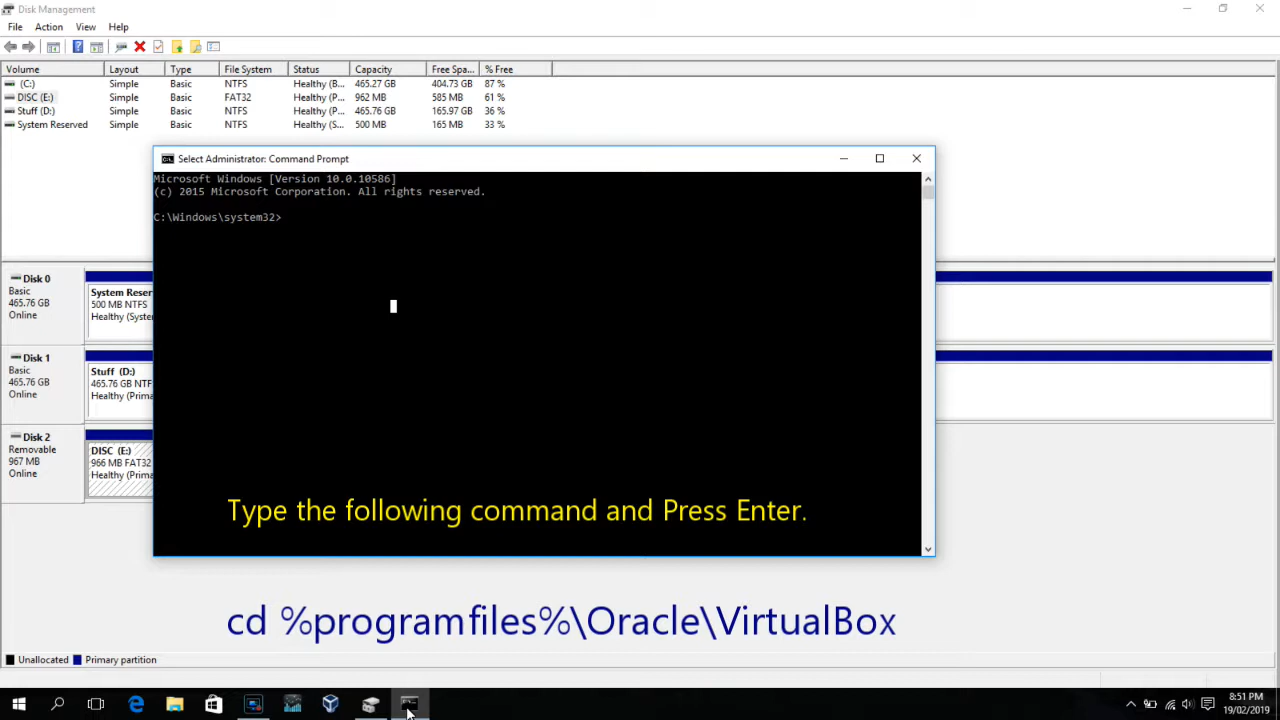 Disk Management
File Action View Help
Volume Layout Type File System Status Capacity Free Spa... % Free
(C:) Simple Basic NTFS Healthy (B... 465.27 GB 404.73 GB 87 %
DISC (E:) Simple Basic FAT32 Healthy (P... 962 MB 585 MB 61 %
Stuff (D:) Simple Basic NTFS Healthy (P... 465.76 GB 165.97 GB 36 %
System Reserved Simple Basic NTFS Healthy (S... 500 MB 165 MB 33 %
Select Administrator: Command Prompt
Microsoft Windows [Version 10.0.10586]
(c) 2015 Microsoft Corporation. All rights reserved.
C:\Windows\system32>
Disk 0
Basic
465.76 GB
Online
System Reser
500 MB NTFS
Healthy (Syste
Disk 1
Basic
465.76 GB
Online
Stuff (D:)
465.76 GB NTF
Healthy (Prima
Disk 2
Removable
967 MB
Online
DISC (E:)
966 MB FAT32
Healthy (Prima
Type the following command and Press Enter.
cd %programfiles%\Oracle\VirtualBox
Unallocated Primary partition
8:51 PM
19/02/2019